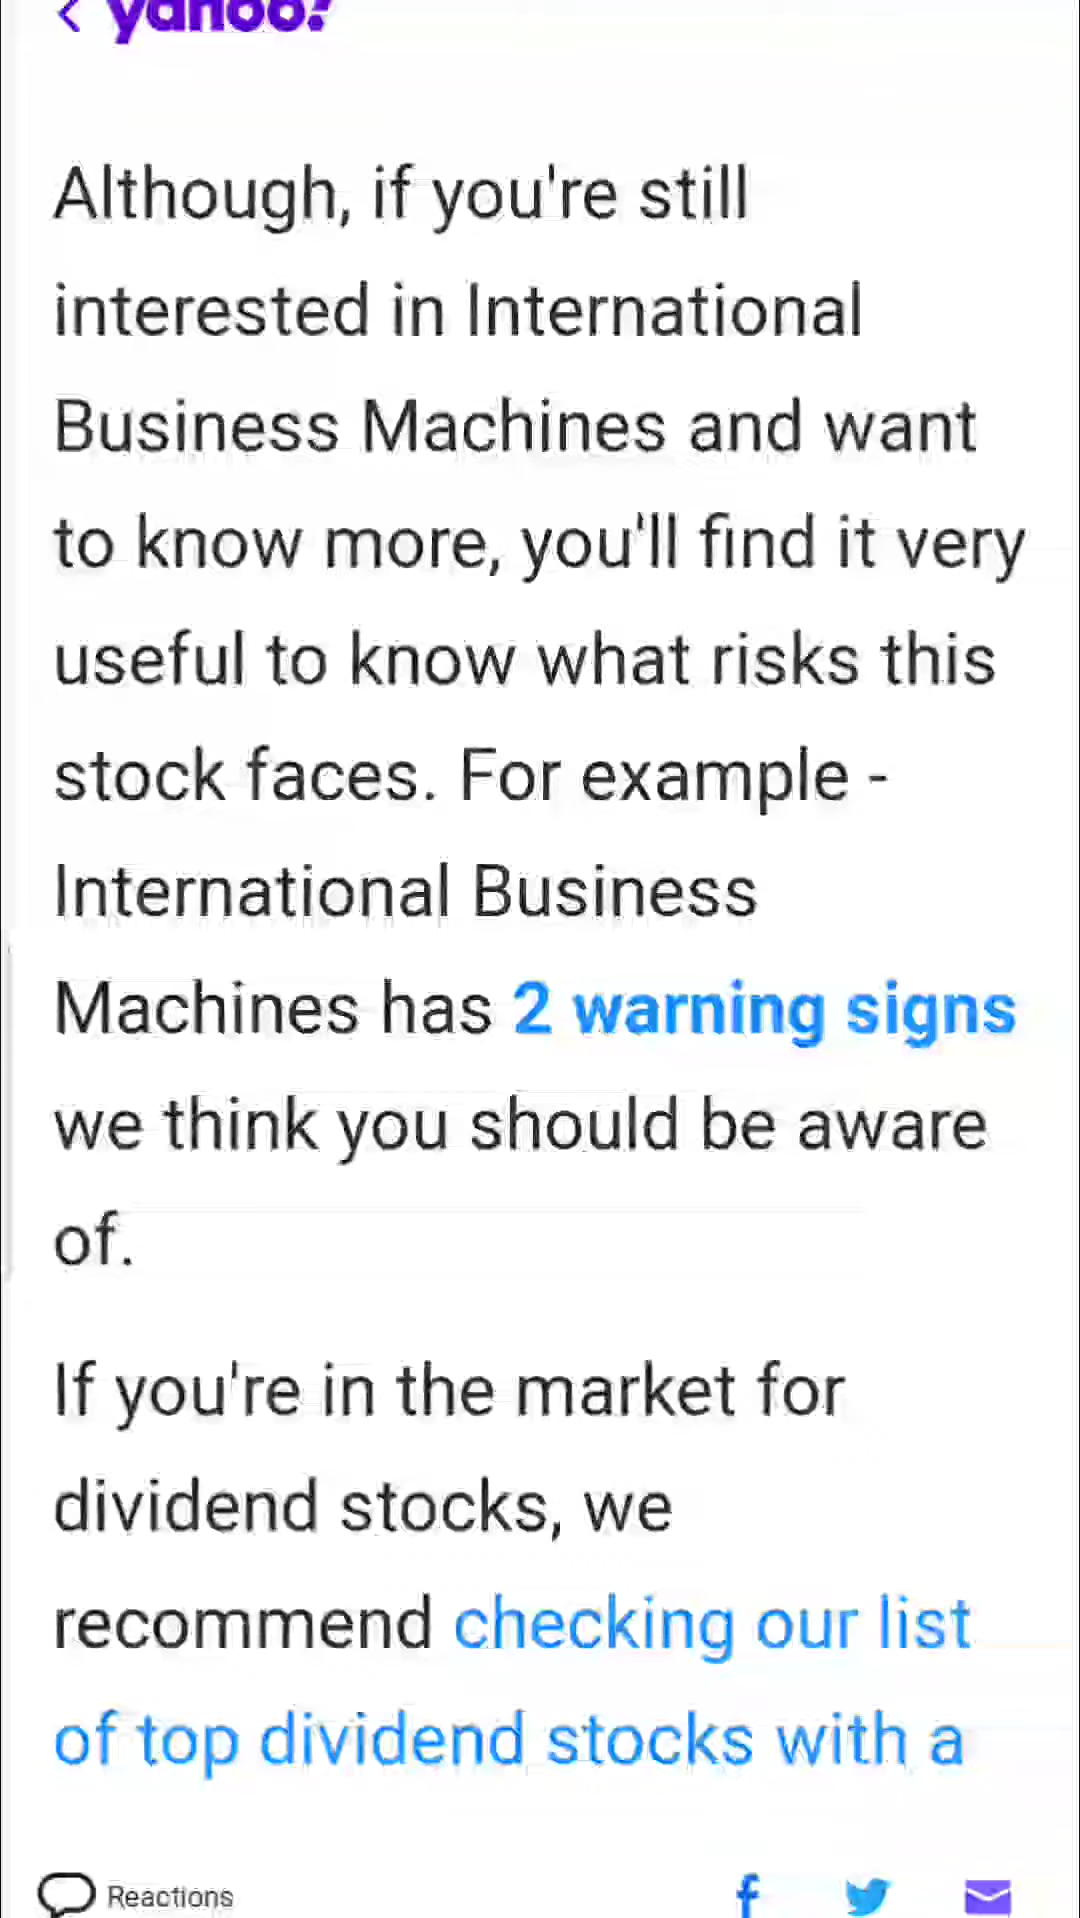 yahoo!
Although, if you're still
interested in International
Business Machines and want
to know more, you'll find it very
useful to know what risks this
stock faces. For example -
International Business
Machines has 2 warning signs
we think you should be aware
of.
If you're in the market for
dividend stocks, we
recommend checking our list
of top dividend stocks with a
Reactions